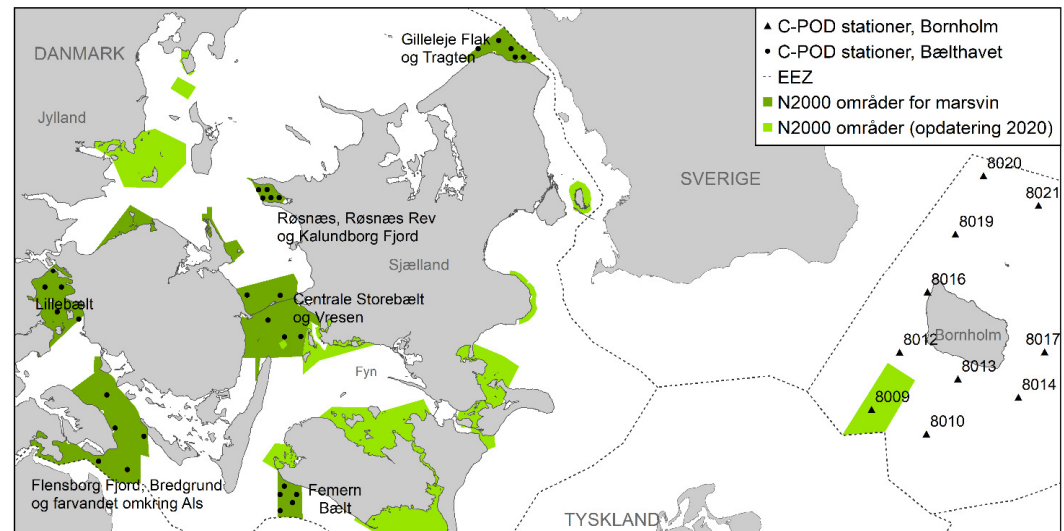 DANMARK
Jylland
Gilleleje Flak
og Tragten
C-POD stationer, Bornholm
C-POD stationer, Bælthavet
EEZ
N2000 områder for marsvin
N2000 områder (opdatering 2020)
SVERIGE
8020
8021
8019
Røsnæs, Røsnæs Rev
og Kalundborg Fjord
Sjælland
8016
Lillebælt
Centrale Storebælt
og Vresen
Bornholm
8012
8017
Fyn
8013
8014
8009
8010
Flensborg Fjord, Bredgrund
og farvandet omkring Als
Femern
Bælt
TYSKLAND